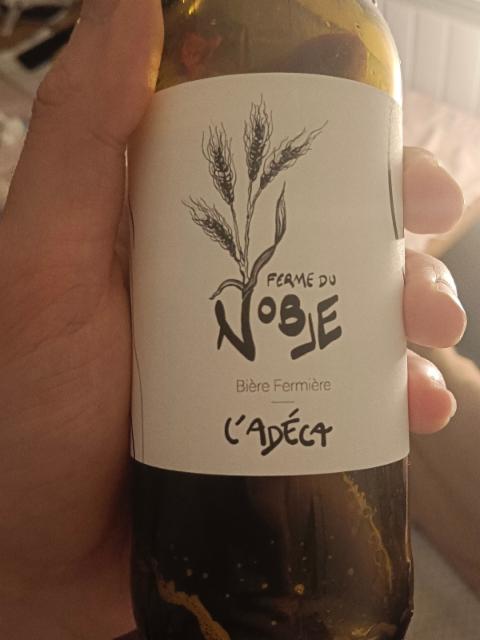 FERME DU
NOBLE
Bière Fermière
L'ADÉCA